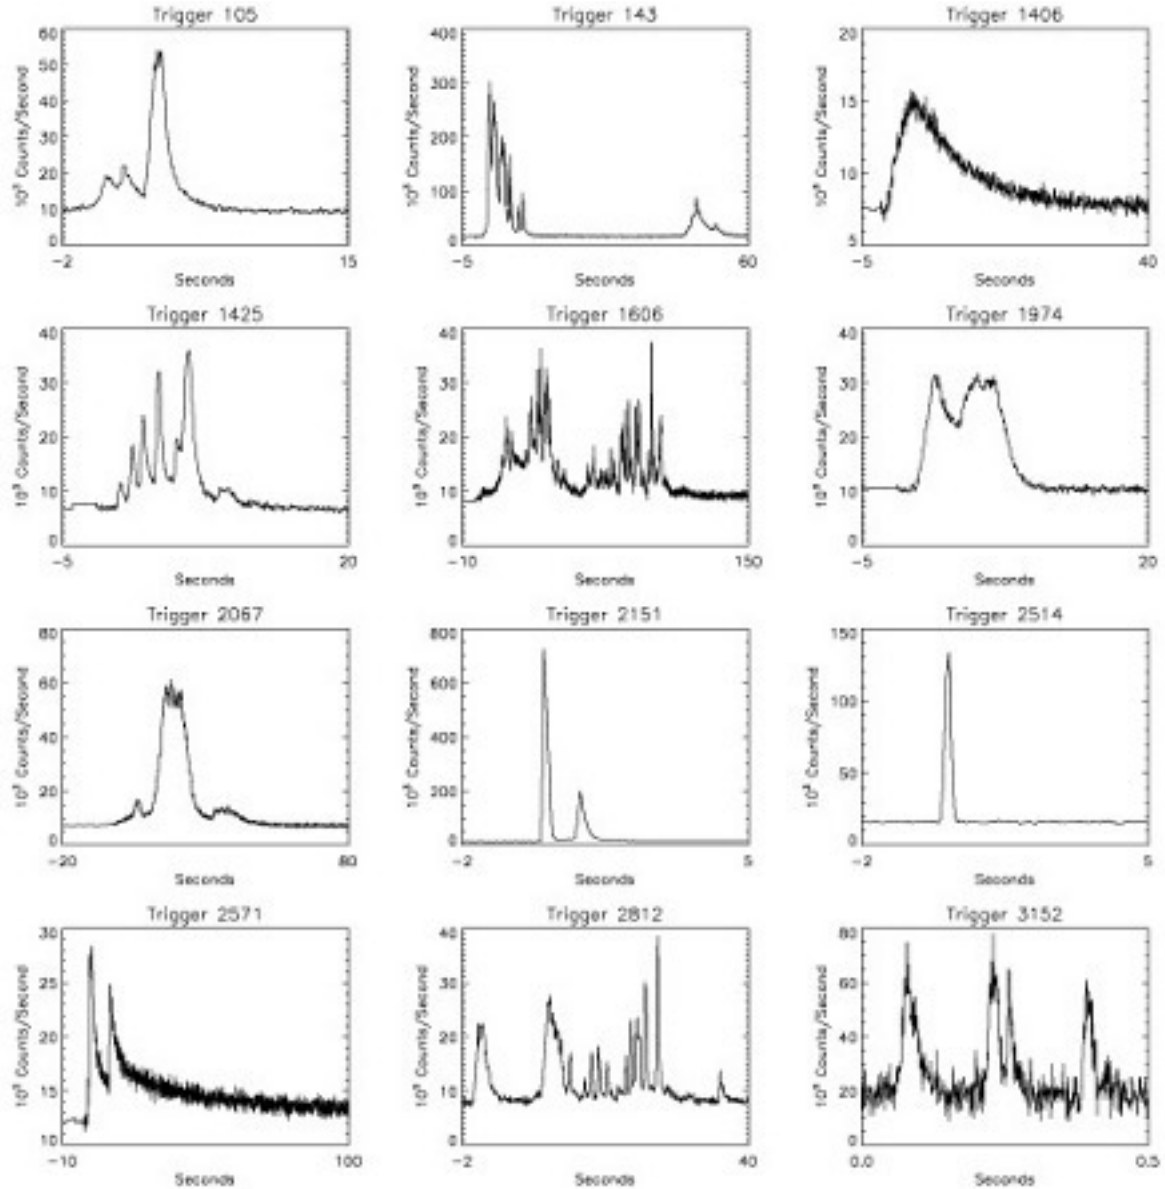 Trigger 105
60
50
40
30
20
10
0
10³ Counts/Second
-2 15
Seconds
Trigger 143
400
300
200
100
0
10³ Counts/Second
-5 60
Seconds
Trigger 1406
20
15
10
5
10³ Counts/Second
-5 40
Seconds
Trigger 1425
40
30
20
10
0
10³ Counts/Second
-5 20
Seconds
Trigger 1606
40
30
20
10
0
10³ Counts/Second
-10 150
Seconds
Trigger 1974
40
30
20
10
0
10³ Counts/Second
-5 20
Seconds
Trigger 2067
80
60
40
20
0
10³ Counts/Second
-20 80
Seconds
Trigger 2151
800
600
400
200
0
10³ Counts/Second
-2 5
Seconds
Trigger 2514
150
100
50
0
10³ Counts/Second
-2 5
Seconds
Trigger 2571
30
25
20
15
10
10³ Counts/Second
-10 100
Seconds
Trigger 2812
40
30
20
10
0
10³ Counts/Second
-2 40
Seconds
Trigger 3152
80
60
40
20
0
10³ Counts/Second
0.0 0.5
Seconds